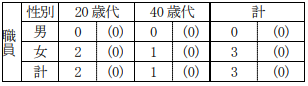 職員 性別 20歳代 40歳代 計
男 0 (0) 0 (0) 0 (0)
女 2 (0) 1 (0) 3 (0)
計 2 (0) 1 (0) 3 (0)